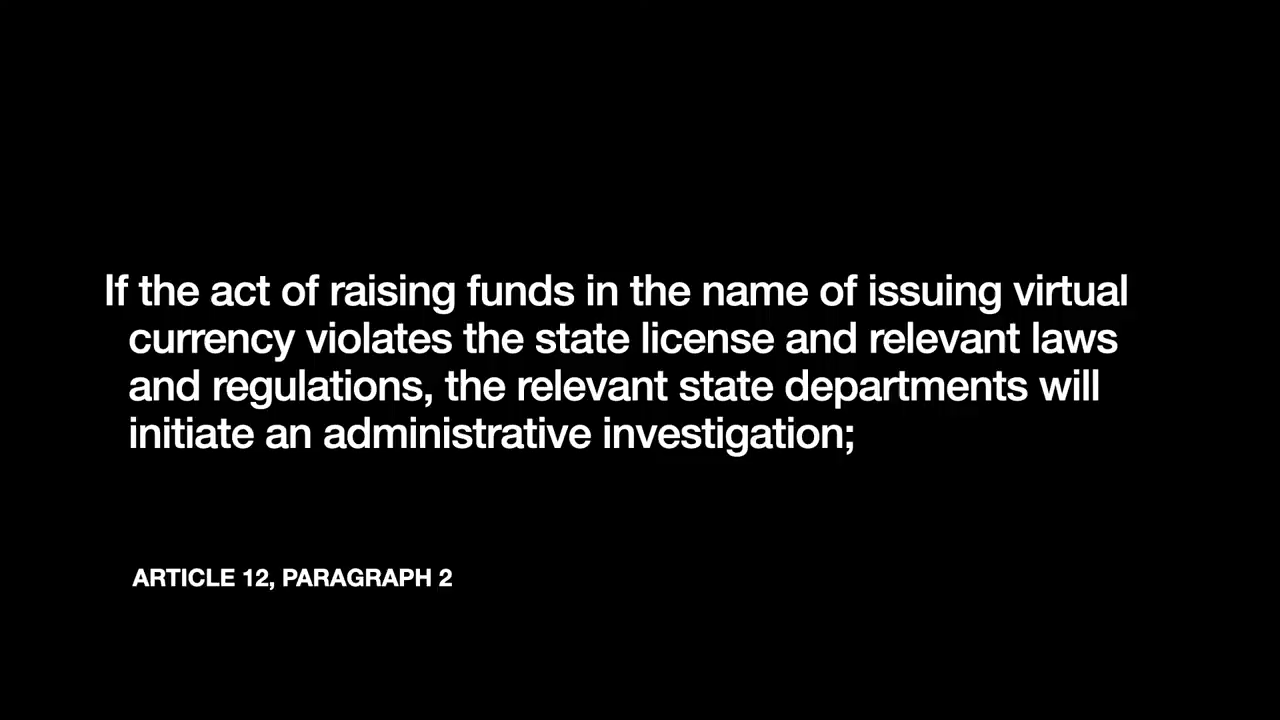 If the act of raising funds in the name of issuing virtual
currency violates the state license and relevant laws
and regulations, the relevant state departments will
initiate an administrative investigation;
ARTICLE 12, PARAGRAPH 2